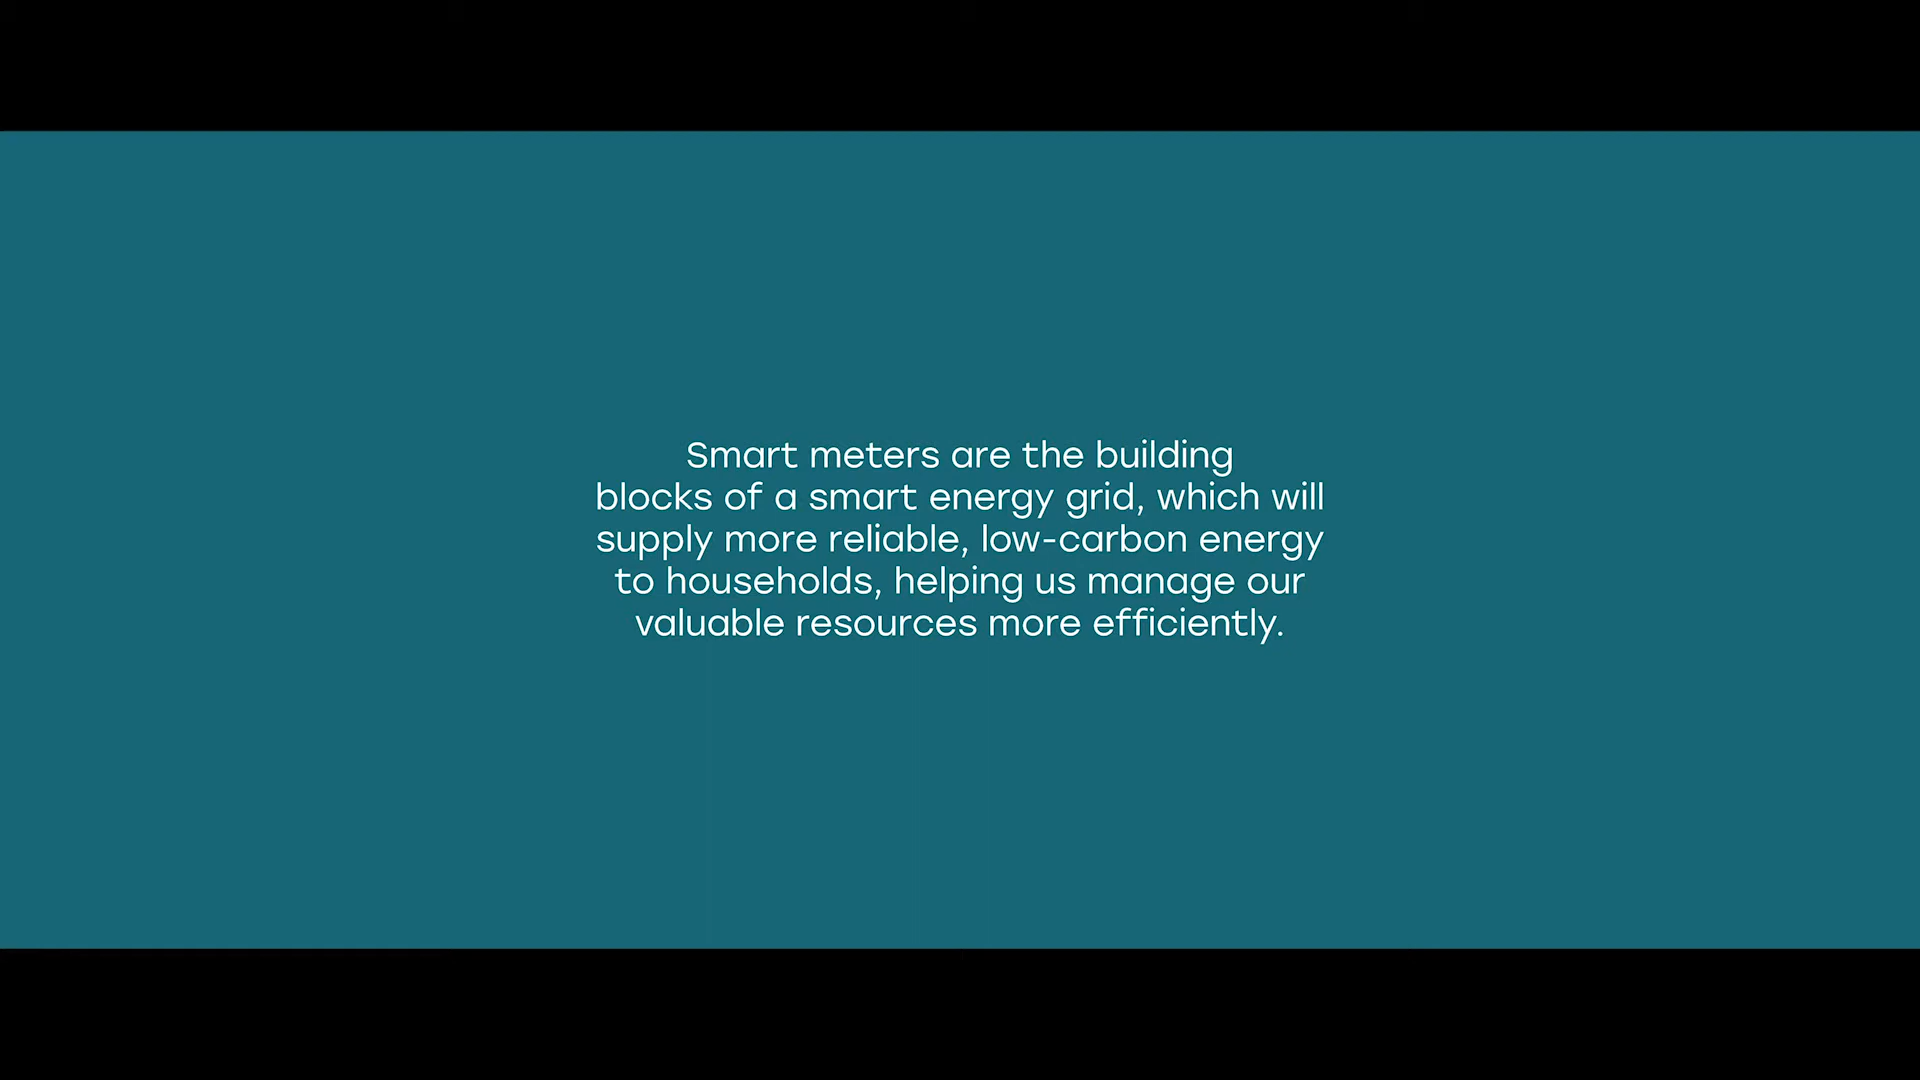 Smart meters are the building
blocks of a smart energy grid, which will
supply more reliable, low-carbon energy
to households, helping us manage our
valuable resources more efficiently.